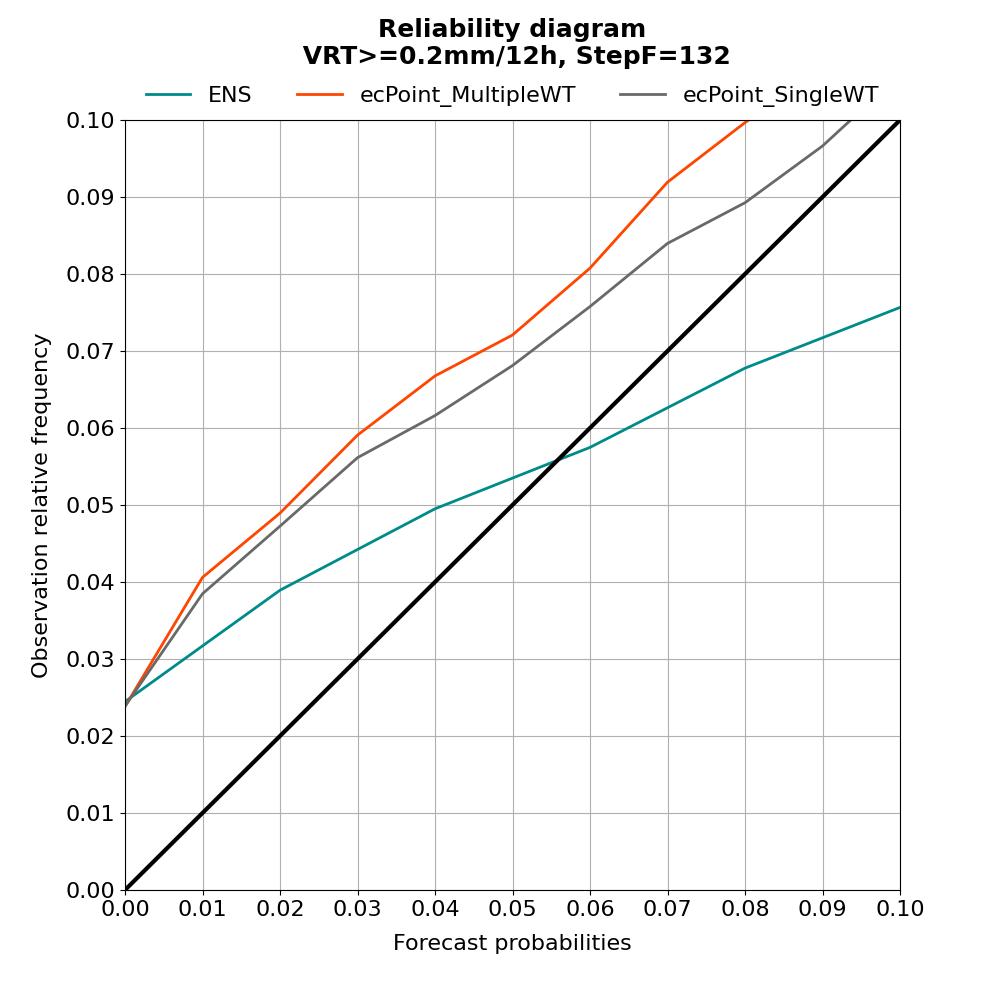 Reliability diagram
VRT>=0.2mm/12h, StepF=132
ENS ecPoint_MultipleWT ecPoint_SingleWT
0.10
0.09
0.08
0.07
0.06
0.05
0.04
0.03
0.02
0.01
0.00
Observation relative frequency
0.00 0.01 0.02 0.03 0.04 0.05 0.06 0.07 0.08 0.09 0.10
Forecast probabilities